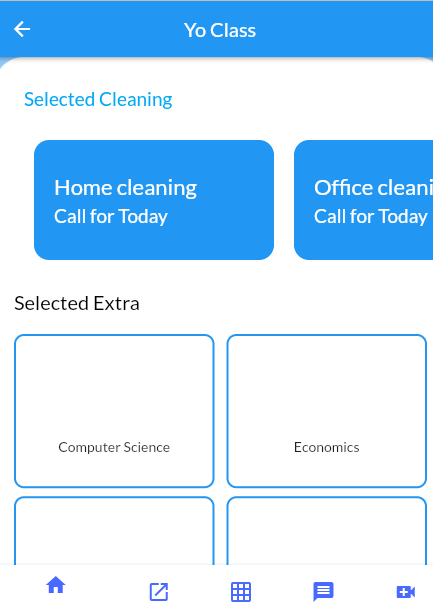 Yo Class
Selected Cleaning
Home cleaning
Call for Today
Office cleani
Call for Today
Selected Extra
Computer Science
Economics